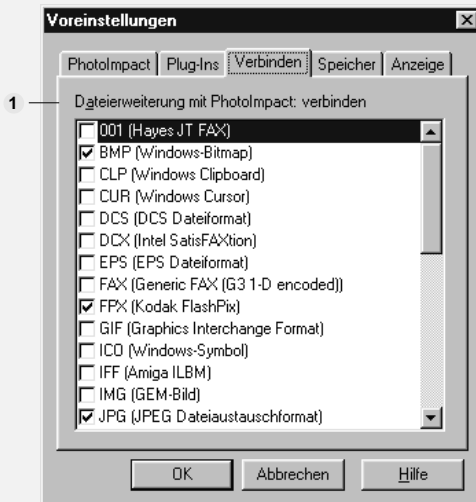 Voreinstellungen
PhotoImpact Plug-Ins Verbinden Speicher Anzeige
1 Dateierweiterung mit PhotoImpact: verbinden
001 (Hayes JT FAX)
BMP (Windows-Bitmap)
CLP (Windows Clipboard)
CUR (Windows Cursor)
DCS (DCS Dateiformat)
DCX (Intel SatisFAXtion)
EPS (EPS Dateiformat)
FAX (Generic FAX (G3 1-D encoded))
FPX (Kodak FlashPix)
GIF (Graphics Interchange Format)
ICO (Windows-Symbol)
IFF (Amiga ILBM)
IMG (GEM-Bild)
JPG (JPEG Dateiaustauschformat)
OK Abbrechen Hilfe